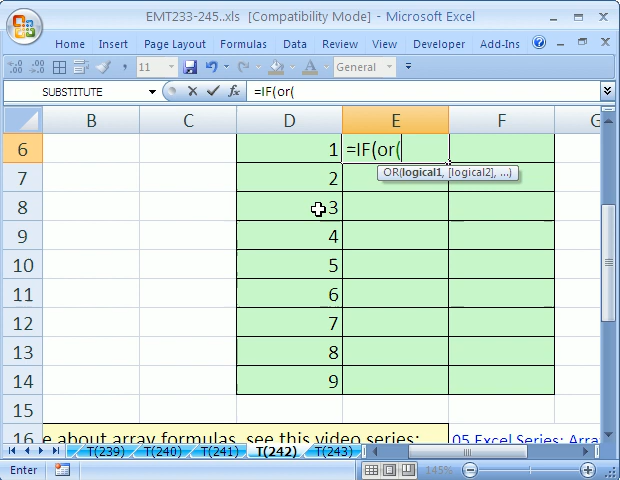 EMT233-245..xls [Compatibility Mode] - Microsoft Excel
Home Insert Page Layout Formulas Data Review View Developer Add-Ins
11 General
SUBSTITUTE =IF(or(
B C D E F G
6 1 =IF(or(
7 2 OR(logical1, [logical2], ...)
8 3
9 4
10 5
11 6
12 7
13 8
14 9
15
16 e about array formulas, see this video series: 05 Excel Series: Arra
T(239) T(240) T(241) T(242) T(243)
Enter 145%